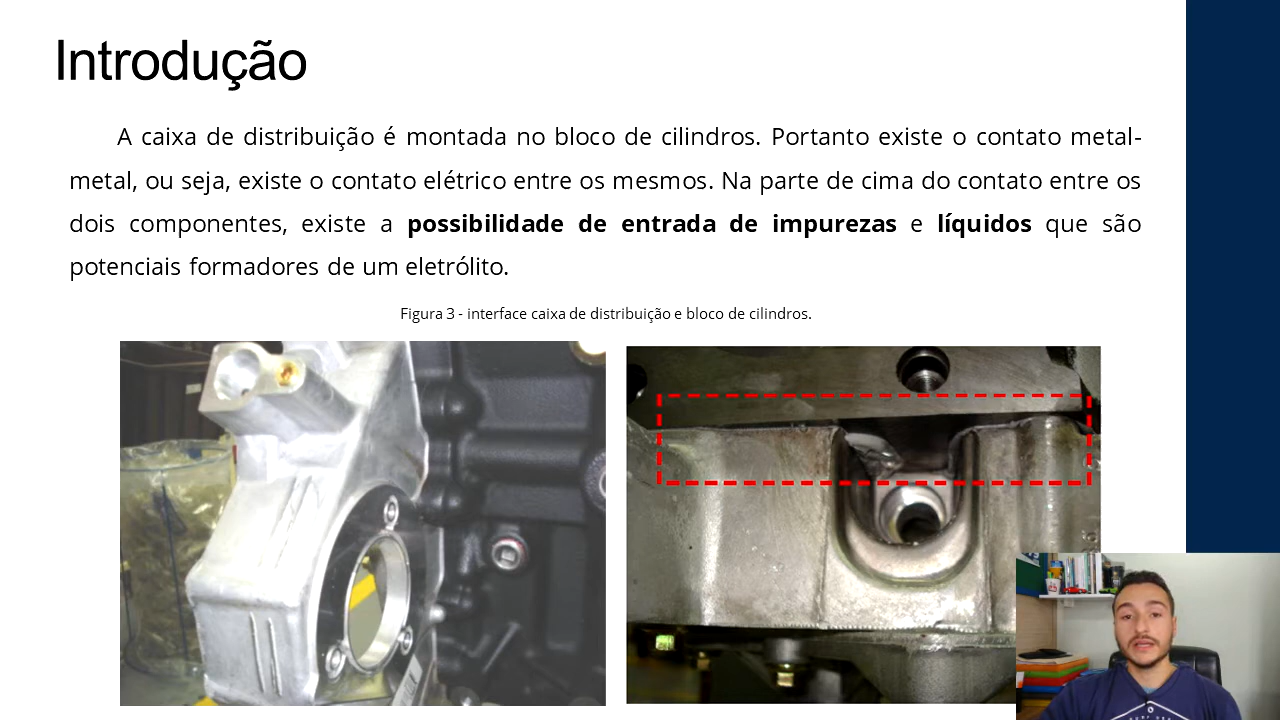 Introdução
A caixa de distribuição é montada no bloco de cilindros. Portanto existe o contato metal-
metal, ou seja, existe o contato elétrico entre os mesmos. Na parte de cima do contato entre os
dois componentes, existe a possibilidade de entrada de impurezas e líquidos que são
potenciais formadores de um eletrólito.
Figura 3 - interface caixa de distribuição e bloco de cilindros.